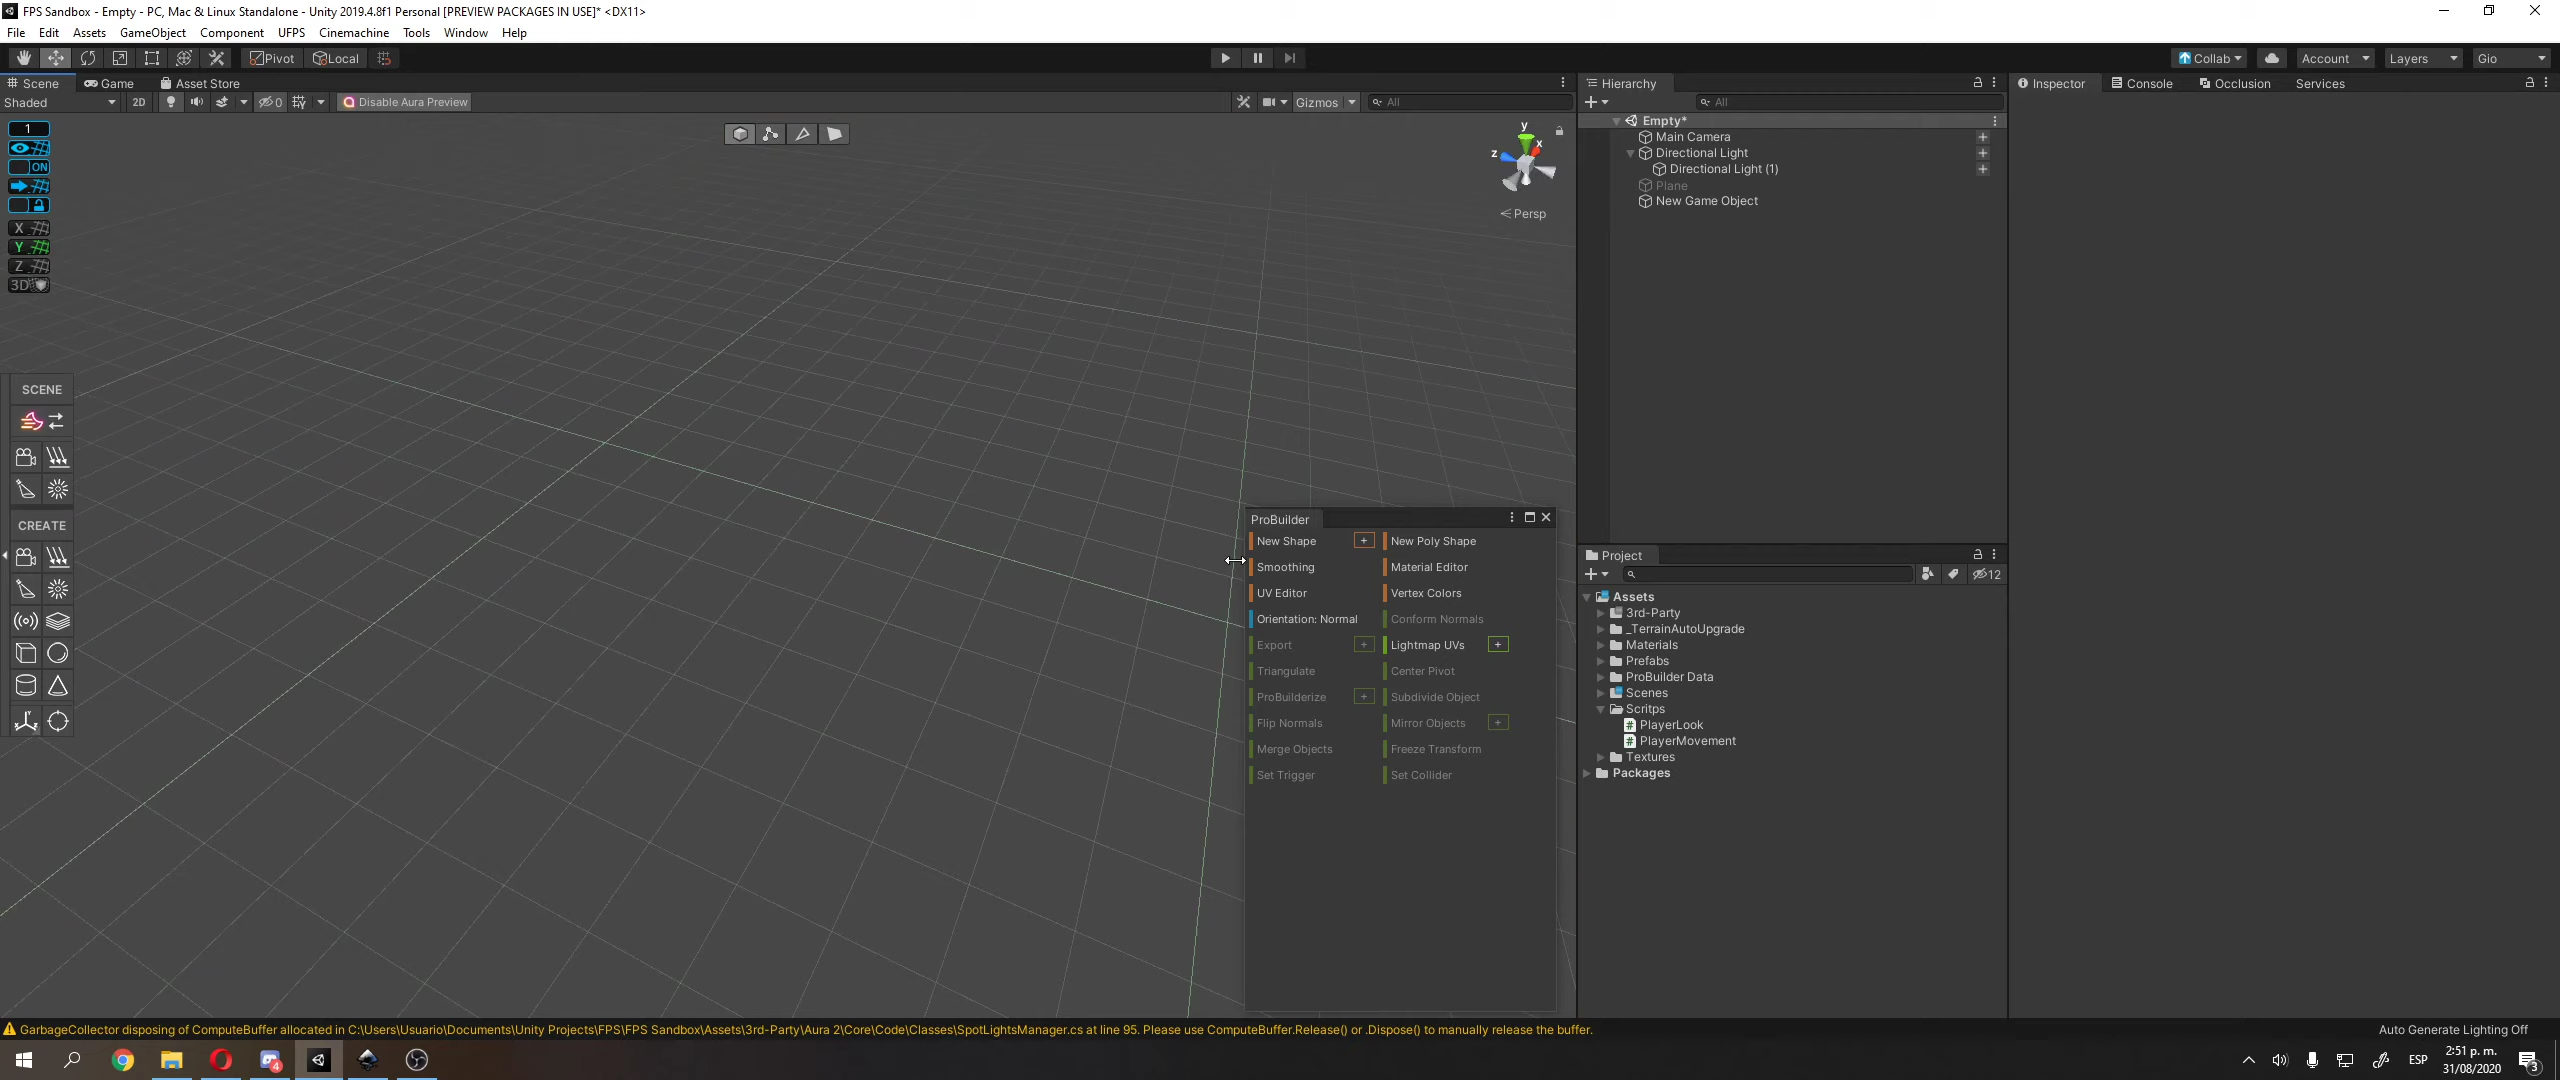 FPS Sandbox - Empty - PC, Mac & Linux Standalone - Unity 2019.4.8f1 Personal [PREVIEW PACKAGES IN USE]* <DX11>
File Edit Assets GameObject Component UFPS Cinemachine Tools Window Help
Pivot Local Collab Account Layers Gio
Scene Game Asset Store
Shaded 2D 0 Disable Aura Preview Gizmos All
1
ON
X
Y
Z
3D
y
x
z
Persp
SCENE
CREATE
ProBuilder
New Shape + New Poly Shape
Smoothing Material Editor
UV Editor Vertex Colors
Orientation: Normal Conform Normals
Export + Lightmap UVs +
Triangulate Center Pivot
ProBuilderize + Subdivide Object
Flip Normals Mirror Objects +
Merge Objects Freeze Transform
Set Trigger Set Collider
Hierarchy
+ All
Empty*
Main Camera +
Directional Light +
Directional Light (1) +
Plane
New Game Object
Project
+ 12
Assets
3rd-Party
_TerrainAutoUpgrade
Materials
Prefabs
ProBuilder Data
Scenes
Scritps
# PlayerLook
# PlayerMovement
Textures
Packages
Inspector Console Occlusion Services
GarbageCollector disposing of ComputeBuffer allocated in C:\Users\Usuario\Documents\Unity Projects\FPS\FPS Sandbox\Assets\3rd-Party\Aura 2\Core\Code\Classes\SpotLightsManager.cs at line 95. Please use ComputeBuffer.Release() or .Dispose() to manually release the buffer.
Auto Generate Lighting Off
4
ESP
2:51 p. m.
31/08/2020
3